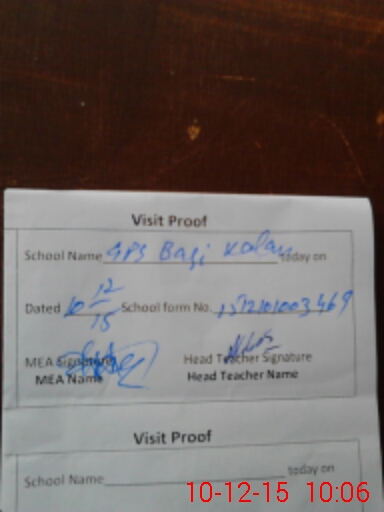 Visit Proof
School Name GPS Bagi Kalan today on
Dated 10-12-15 School form No. 1372101003469
MEA Signature Head Teacher Signature
MEA Name Head Teacher Name
Visit Proof
School Name today on
10-12-15 10:06